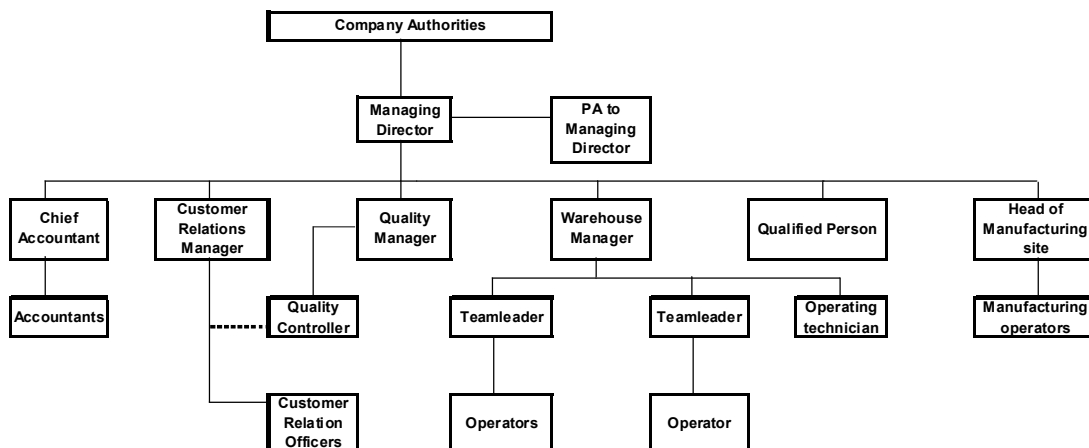 Company Authorities
Managing
Director
PA to
Managing
Director
Chief
Accountant
Customer
Relations
Manager
Quality
Manager
Warehouse
Manager
Qualified Person
Head of
Manufacturing
site
Accountants
Quality
Controller
Teamleader
Teamleader
Operating
technician
Manufacturing
operators
Customer
Relation
Officers
Operators
Operator